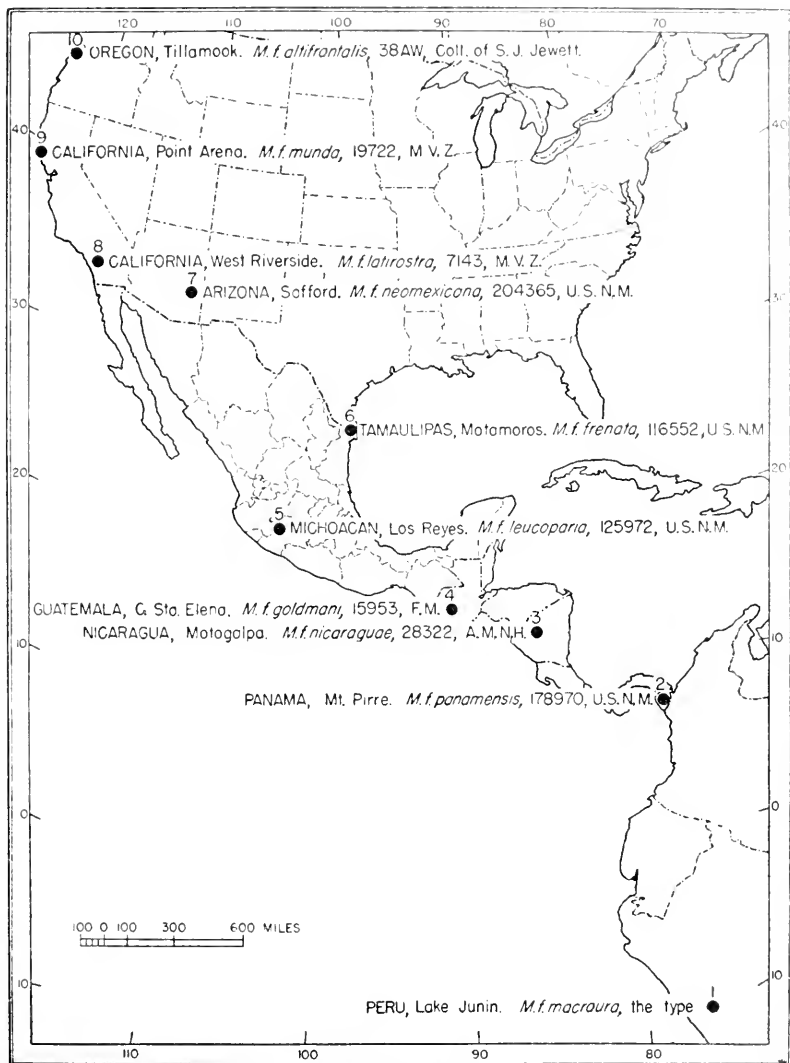 120 110 100 90 80 70
10
OREGON, Tillamook. M.f. altifrontalis, 38AW, Coll. of S. J. Jewett.
40 40
9
CALIFORNIA, Point Arena. M.f. munda, 19722, M.V.Z.
8
CALIFORNIA, West Riverside. M.f. latirostra, 7143, M.V.Z.
7
30 ARIZONA, Safford. M.f. neomexicana, 204365, U.S.N.M. 30
6
TAMAULIPAS, Matamoros. M.f. frenata, 116552, U.S.N.M.
20 20
5
MICHOACAN, Los Reyes. M.f. leucoparia, 125972, U.S.N.M.
4
GUATEMALA, C. Sta. Elena. M.f. goldmani, 15953, F.M.
3
NICARAGUA, Matagalpa. M.f. nicaraguae, 28322, A.M.N.H.
10 10
2
PANAMA, Mt. Pirre. M.f. panamensis, 178970, U.S.N.M.
0 0
100 0 100 300 600 MILES
10 10
1
PERU, Lake Junin. M.f. macroura, the type
110 100 90 80